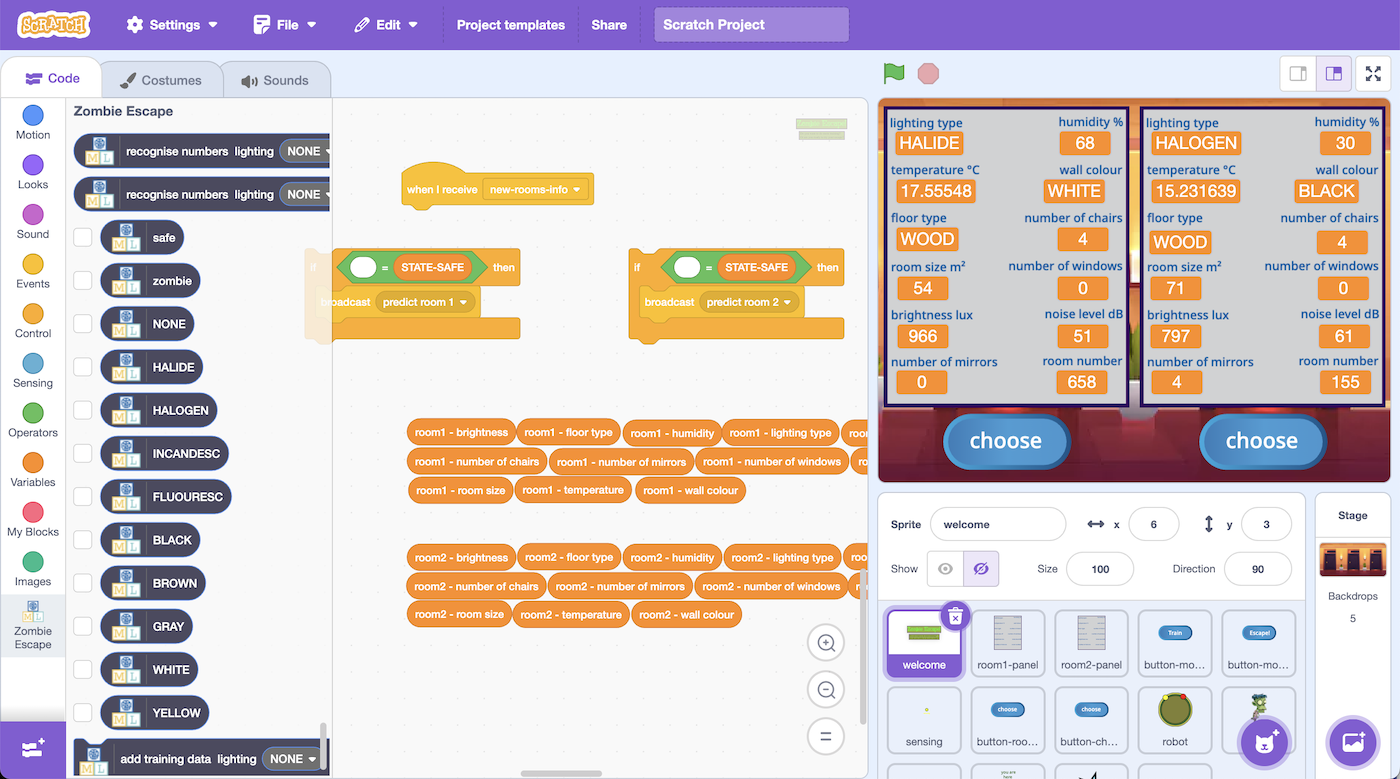 SCRATCH
Settings
File
Edit
Project templates
Share
Scratch Project
Code
Costumes
Sounds
Motion
Looks
Sound
Events
Control
Sensing
Operators
Variables
My Blocks
Images
Zombie
Escape
Zombie Escape
recognise numbers lighting NONE
recognise numbers lighting NONE
safe
zombie
NONE
HALIDE
HALOGEN
INCANDESC
FLUOURESC
BLACK
BROWN
GRAY
WHITE
YELLOW
add training data lighting NONE
when I receive new-rooms-info
if = STATE-SAFE then
broadcast predict room 1
if = STATE-SAFE then
broadcast predict room 2
room1 - brightness room1 - floor type room1 - humidity room1 - lighting type
room1 - number of chairs room1 - number of mirrors room1 - number of windows
room1 - room size room1 - temperature room1 - wall colour
room2 - brightness room2 - floor type room2 - humidity room2 - lighting type
room2 - number of chairs room2 - number of mirrors room2 - number of windows
room2 - room size room2 - temperature room2 - wall colour
lighting type humidity %
HALIDE 68
temperature °C wall colour
17.55548 WHITE
floor type number of chairs
WOOD 4
room size m² number of windows
54 0
brightness lux noise level dB
966 51
number of mirrors room number
0 658
choose
lighting type humidity %
HALOGEN 30
temperature °C wall colour
15.231639 BLACK
floor type number of chairs
WOOD 4
room size m² number of windows
71 0
brightness lux noise level dB
797 61
number of mirrors room number
4 155
choose
Sprite welcome x 6 y 3
Show Size 100 Direction 90
welcome
room1-panel
room2-panel
Train
button-mo...
Escape!
button-mo...
sensing
choose
button-roo...
choose
button-ch...
robot
you are
here
Stage
Backdrops
5